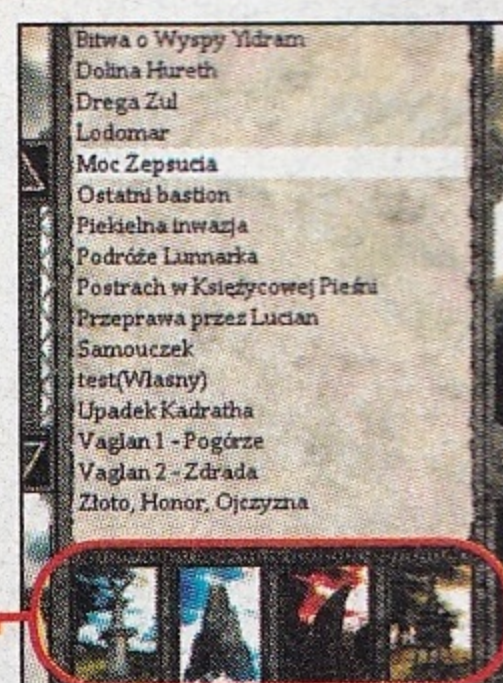 Bitwa o Wyspy Yldram
Dolina Hureth
Drega Zul
Lodomar
Moc Zepsucia
Ostatni bastion
Piekielna inwazja
Podróże Lunnarka
Postrach w Księżycowej Pieśni
Przeprawa przez Lucian
Samouczek
test(Własny)
Upadek Kadratha
Vaglan 1 - Pogórze
Vaglan 2 - Zdrada
Złoto, Honor, Ojczyzna